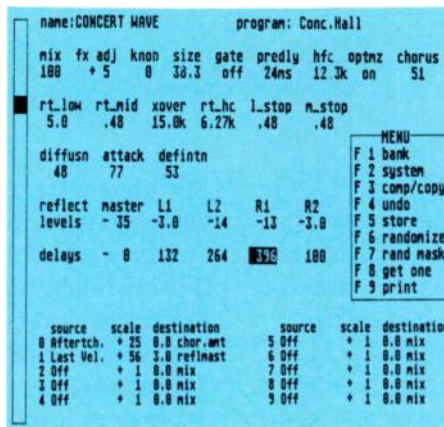 name:CONCERT WAVE program: Conc.Hall
mix fx adj knob size gate predly hfc optmz chorus
100 + 5 0 38.3 off 24ms 12.3k on 51
rt_low rt_mid xover rt_hc l_stop m_stop
5.0 .48 15.0k 6.27k .48 .48
diffusn attack defintn
48 77 53
reflect master L1 L2 R1 R2
levels - 35 -3.0 -14 -13 -3.0
delays - 0 132 264 396 100
MENU
F 1 bank
F 2 system
F 3 comp/copy
F 4 undo
F 5 store
F 6 randomize
F 7 rand mask
F 8 get one
F 9 print
source scale destination source scale destination
0 Aftertch. + 25 0.0 chor.amt 5 Off + 1 0.0 mix
1 Last Vel. + 56 3.0 reflmast 6 Off + 1 0.0 mix
2 Off + 1 0.0 mix 7 Off + 1 0.0 mix
3 Off + 1 0.0 mix 8 Off + 1 0.0 mix
4 Off + 1 0.0 mix 9 Off + 1 0.0 mix